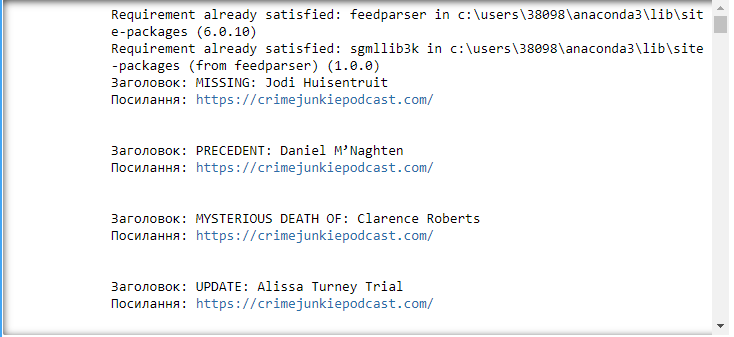 Requirement already satisfied: feedparser in c:\users\38098\anaconda3\lib\sit
e-packages (6.0.10)
Requirement already satisfied: sgmllib3k in c:\users\38098\anaconda3\lib\site
-packages (from feedparser) (1.0.0)
Заголовок: MISSING: Jodi Huisentruit
Посилання: https://crimejunkiepodcast.com/
Заголовок: PRECEDENT: Daniel M’Naghten
Посилання: https://crimejunkiepodcast.com/
Заголовок: MYSTERIOUS DEATH OF: Clarence Roberts
Посилання: https://crimejunkiepodcast.com/
Заголовок: UPDATE: Alissa Turney Trial
Посилання: https://crimejunkiepodcast.com/